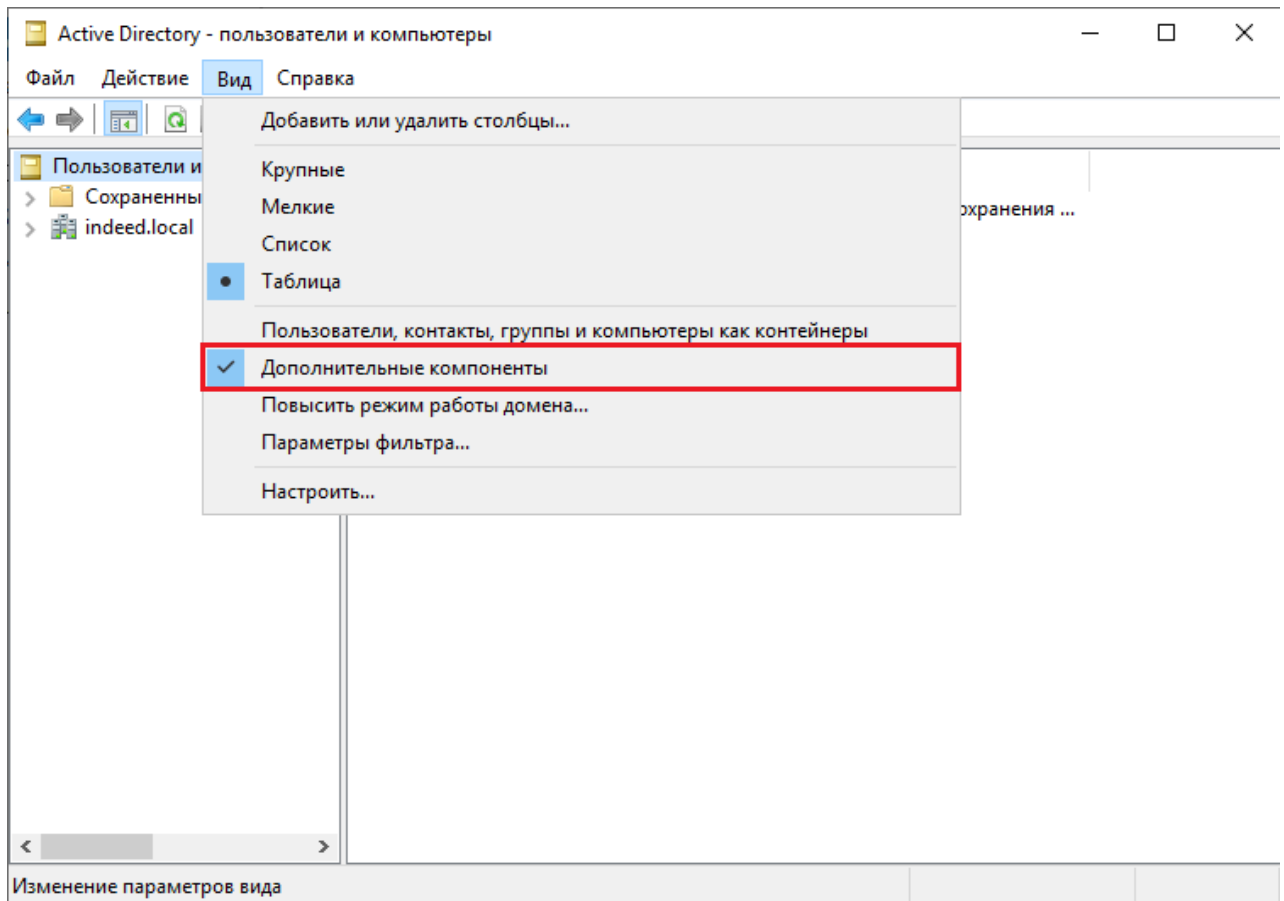 Active Directory - пользователи и компьютеры
Файл Действие Вид Справка
Добавить или удалить столбцы...
Пользователи и
Крупные
Сохраненны
Мелкие
охранения ...
indeed.local
Список
Таблица
Пользователи, контакты, группы и компьютеры как контейнеры
Дополнительные компоненты
Повысить режим работы домена...
Параметры фильтра...
Настроить...
Изменение параметров вида